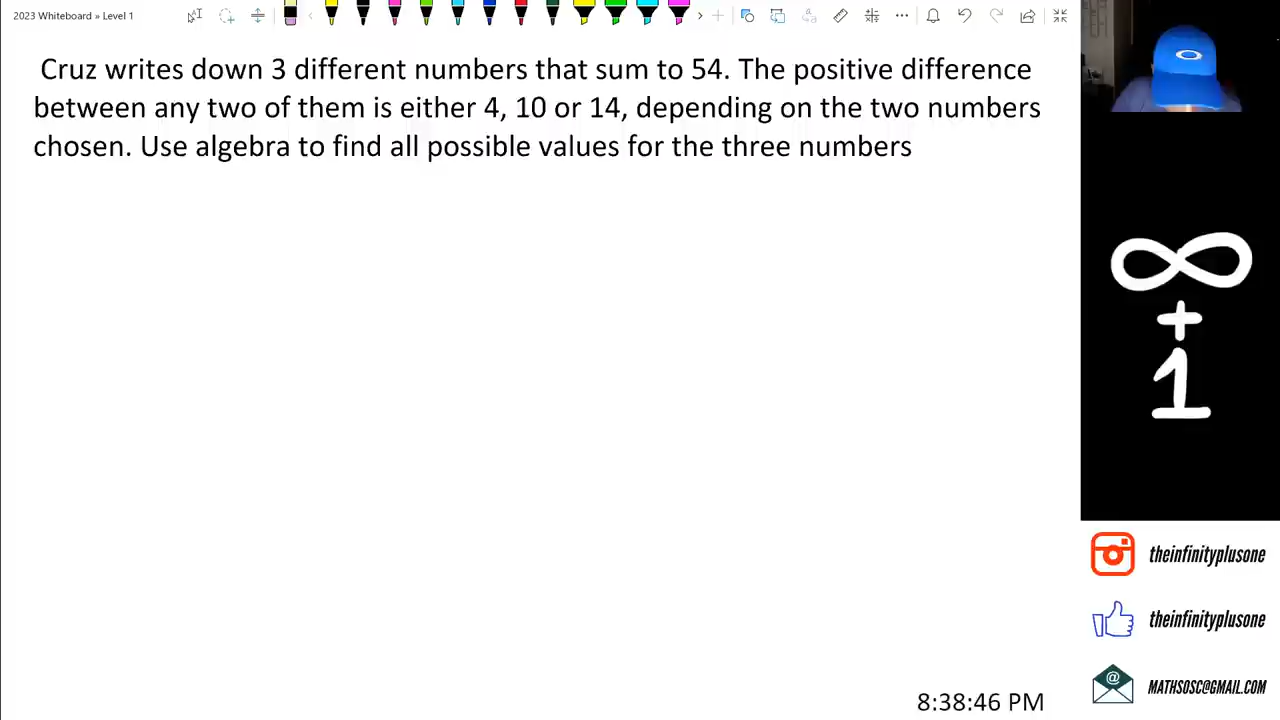 2023 Whiteboard » Level 1
Cruz writes down 3 different numbers that sum to 54. The positive difference
between any two of them is either 4, 10 or 14, depending on the two numbers
chosen. Use algebra to find all possible values for the three numbers
∞
+
1
theinfinityplusone
theinfinityplusone
@
MATHSOSC@GMAIL.COM
8:38:46 PM